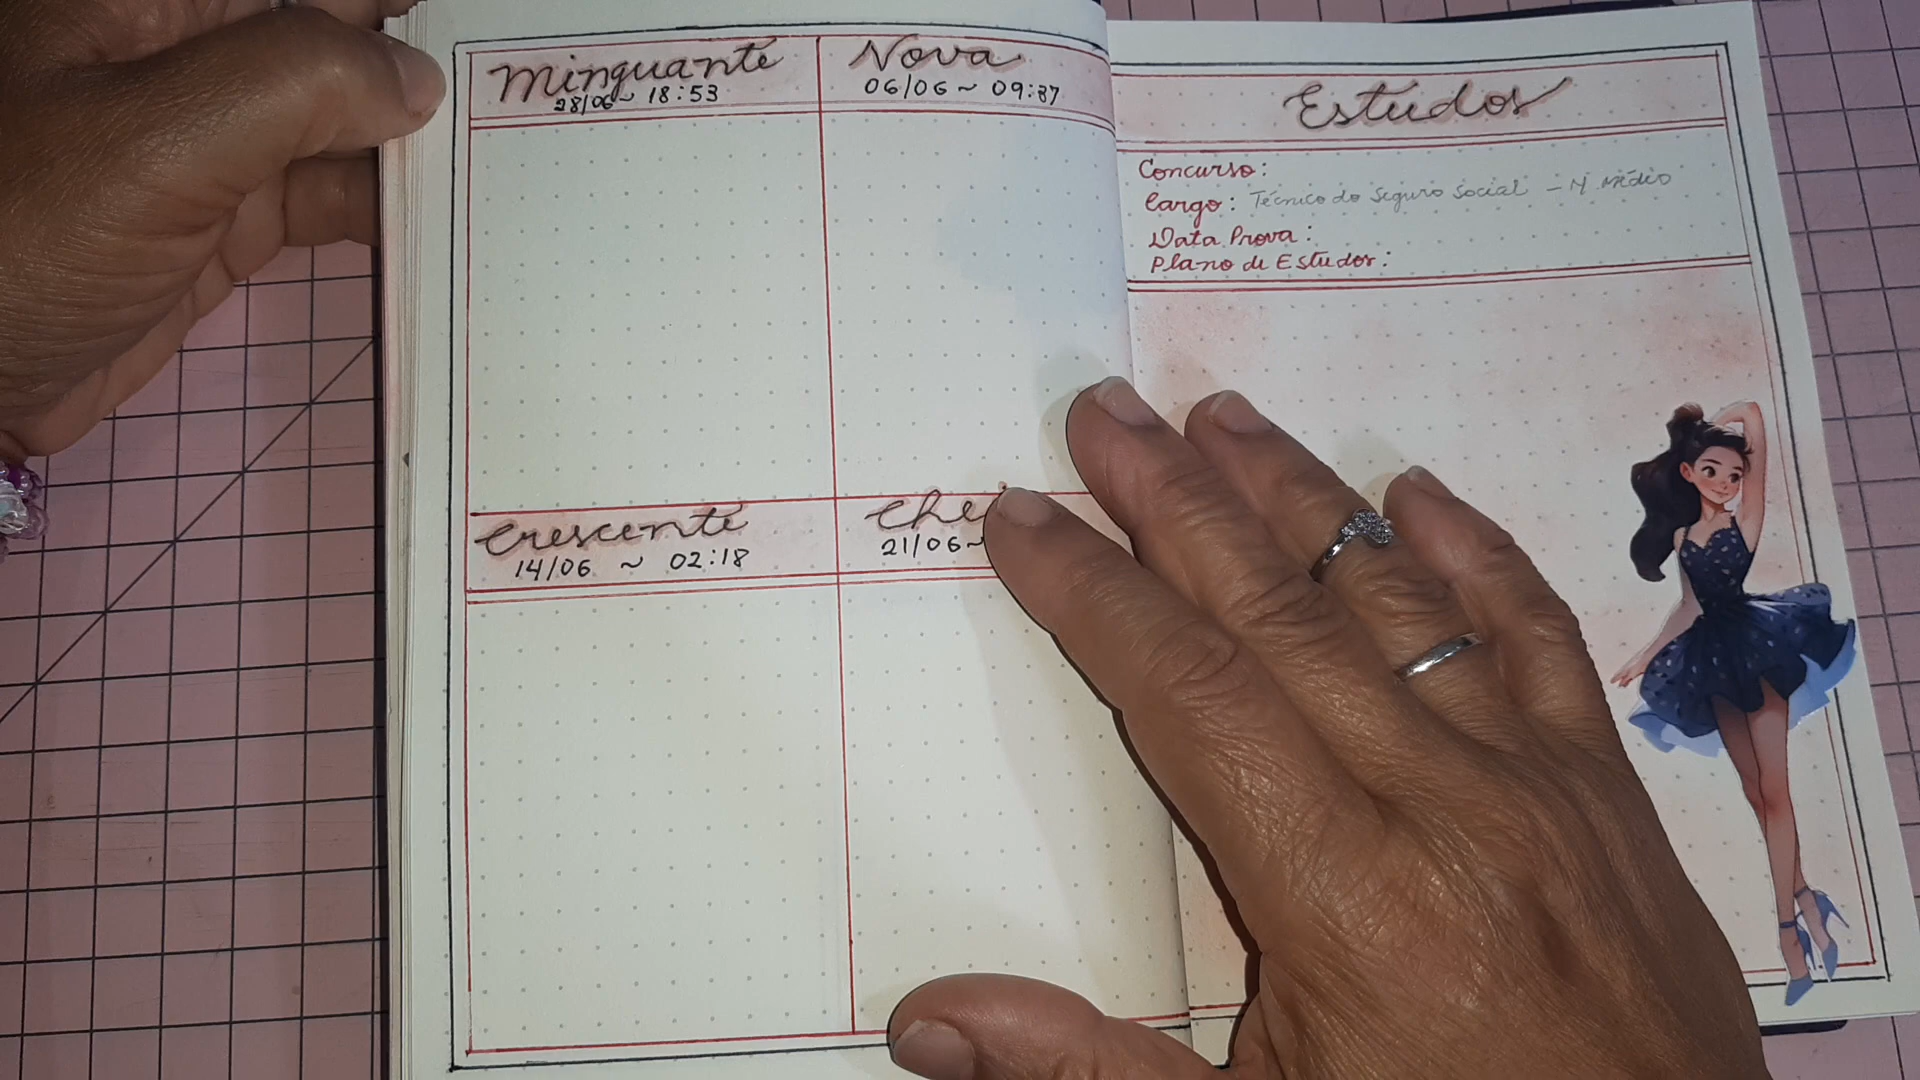 Minguante
28/06 ~ 18:53
Nova
06/06 ~ 09:37
Crescente
14/06 ~ 02:18
Che
21/06~
Estudos
Concurso:
Cargo: Técnico do Seguro Social - N Médio
Data Prova:
Plano de Estudos: